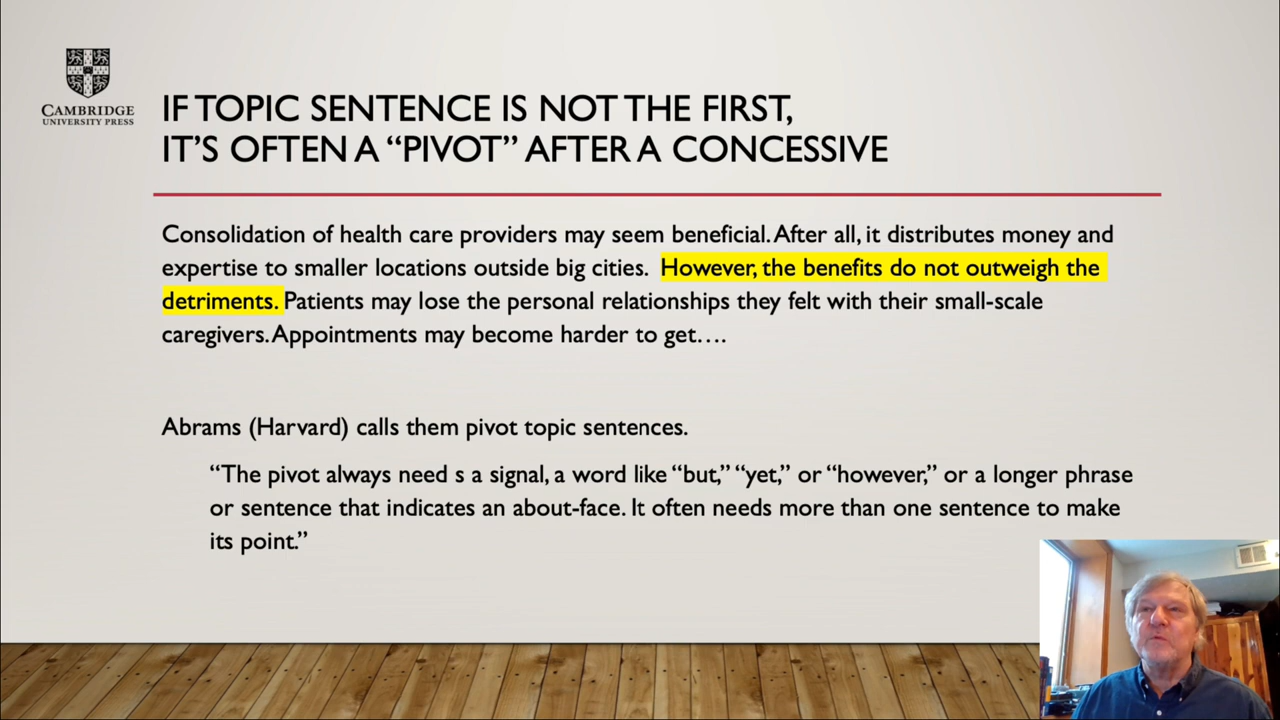 CAMBRIDGE
UNIVERSITY PRESS
IF TOPIC SENTENCE IS NOT THE FIRST,
IT'S OFTEN A “PIVOT” AFTER A CONCESSIVE
Consolidation of health care providers may seem beneficial. After all, it distributes money and
expertise to smaller locations outside big cities. However, the benefits do not outweigh the
detriments. Patients may lose the personal relationships they felt with their small-scale
caregivers. Appointments may become harder to get….
Abrams (Harvard) calls them pivot topic sentences.
“The pivot always need s a signal, a word like “but,” “yet,” or “however,” or a longer phrase
or sentence that indicates an about-face. It often needs more than one sentence to make
its point.”